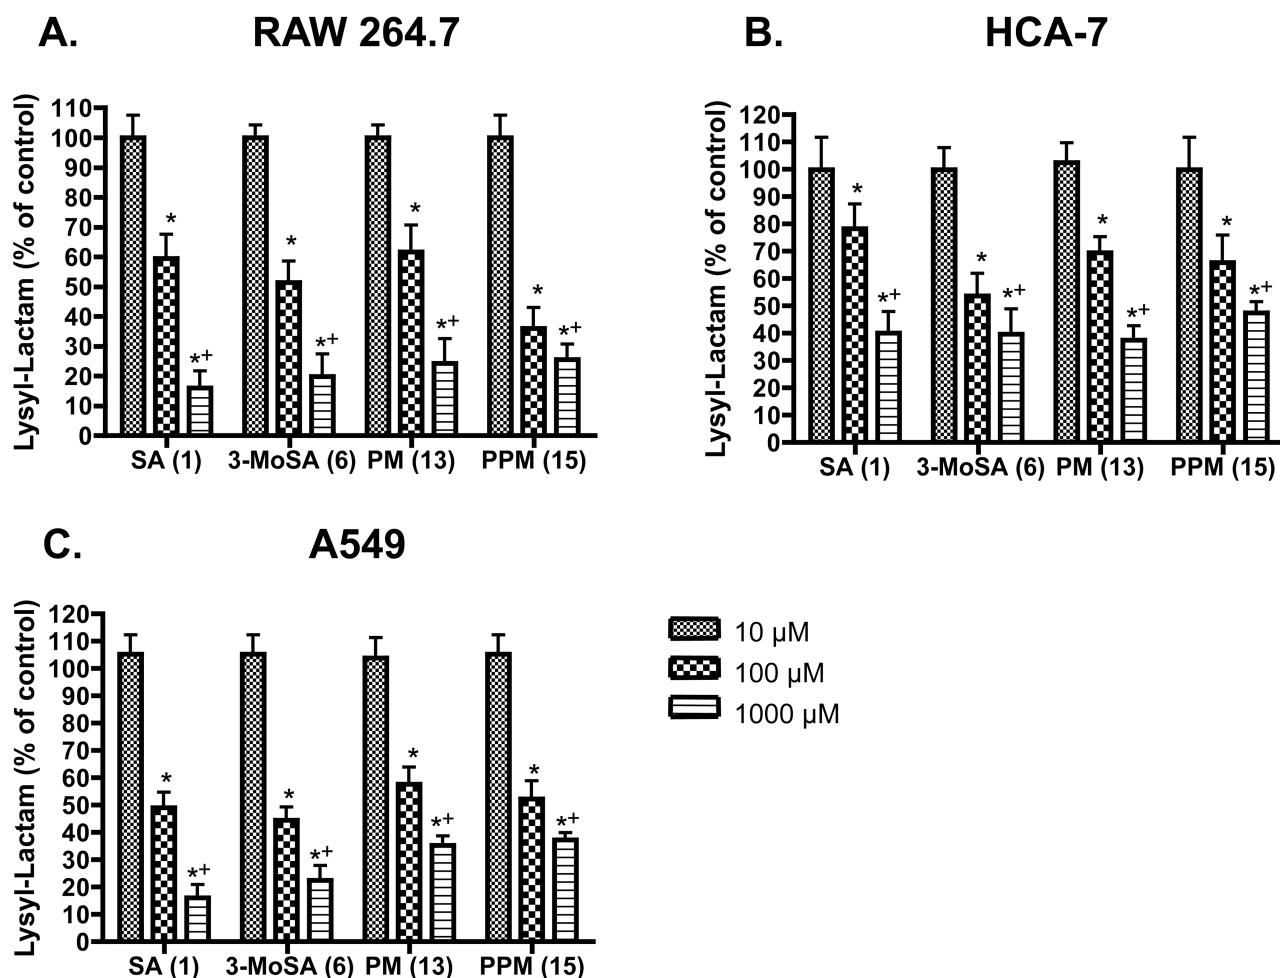 A. RAW 264.7
Lysyl-Lactam (% of control)
110
100
90
80
70
60
50
40
30
20
10
0
* *+ * *+ * *+ * *+
SA (1) 3-MoSA (6) PM (13) PPM (15)
B. HCA-7
Lysyl-Lactam (% of control)
120
110
100
90
80
70
60
50
40
30
20
10
0
* *+ * *+ * *+ * *+
SA (1) 3-MoSA (6) PM (13) PPM (15)
C. A549
Lysyl-Lactam (% of control)
120
110
100
90
80
70
60
50
40
30
20
10
0
* *+ * *+ * *+ * *+
SA (1) 3-MoSA (6) PM (13) PPM (15)
10 µM
100 µM
1000 µM